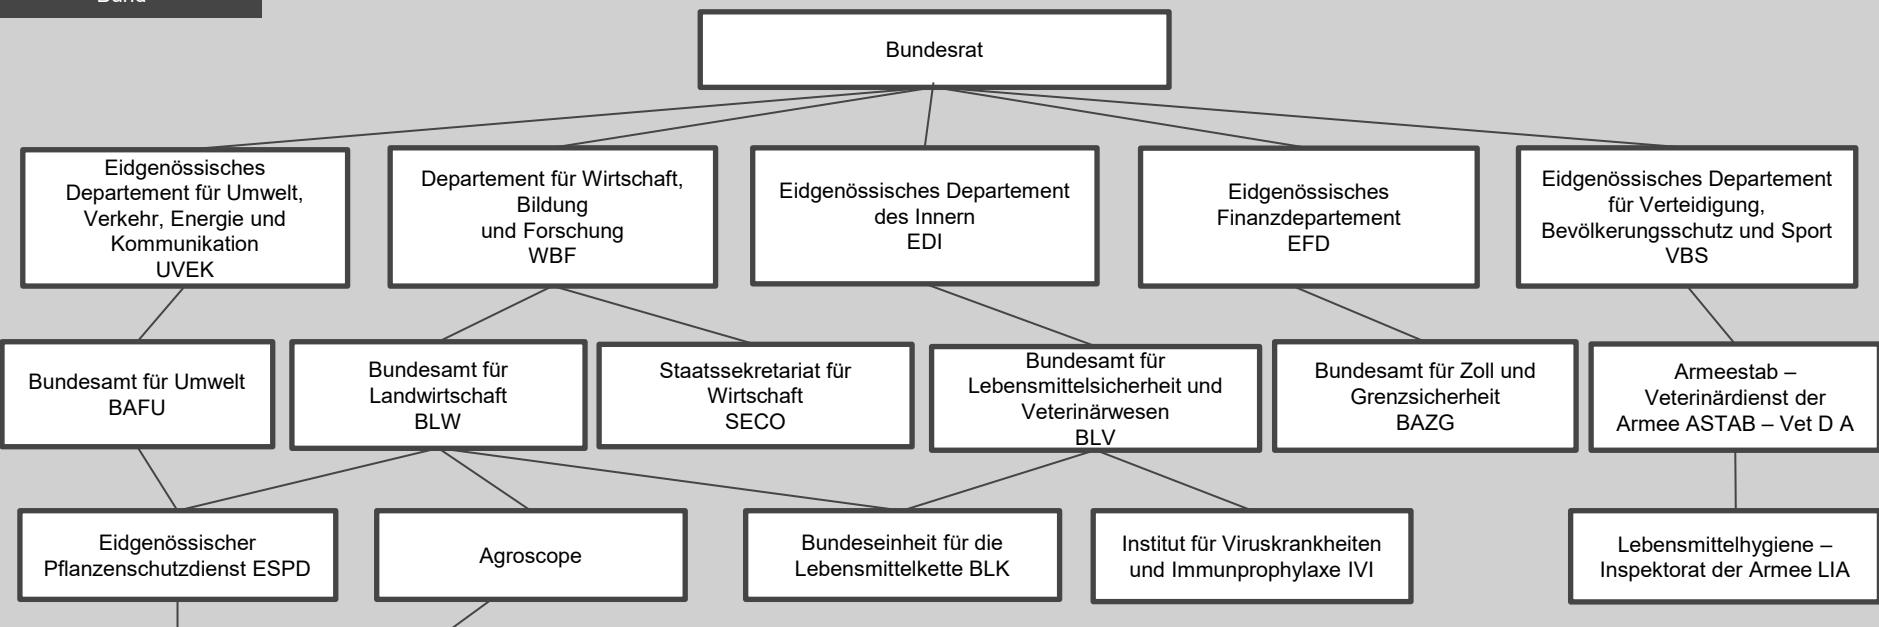 Bund
Bundesrat
Eidgenössisches
Departement für Umwelt,
Verkehr, Energie und
Kommunikation
UVEK
Departement für Wirtschaft,
Bildung
und Forschung
WBF
Eidgenössisches Departement
des Innern
EDI
Eidgenössisches
Finanzdepartement
EFD
Eidgenössisches Departement
für Verteidigung,
Bevölkerungsschutz und Sport
VBS
Bundesamt für Umwelt
BAFU
Bundesamt für
Landwirtschaft
BLW
Staatssekretariat für
Wirtschaft
SECO
Bundesamt für
Lebensmittelsicherheit und
Veterinärwesen
BLV
Bundesamt für Zoll und
Grenzsicherheit
BAZG
Armeestab –
Veterinärdienst der
Armee ASTAB – Vet D A
Eidgenössischer
Pflanzenschutzdienst ESPD
Agroscope
Bundeseinheit für die
Lebensmittelkette BLK
Institut für Viruskrankheiten
und Immunprophylaxe IVI
Lebensmittelhygiene –
Inspektorat der Armee LIA